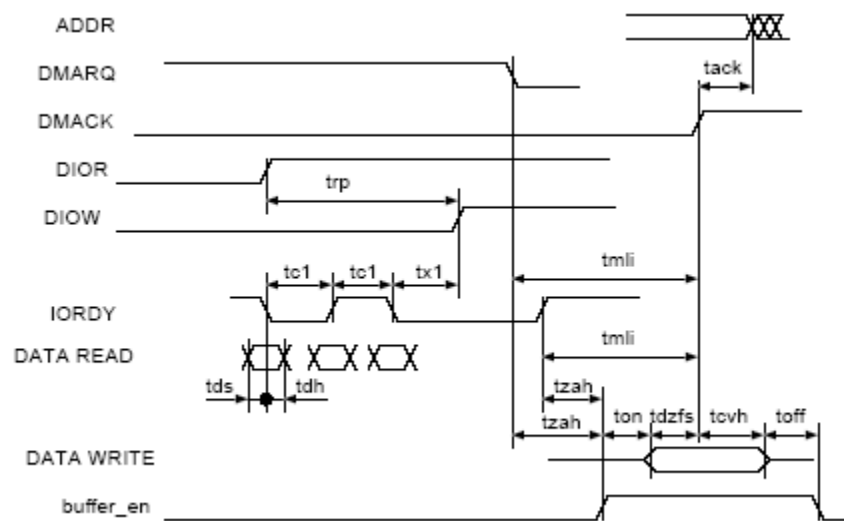 ADDR
DMARQ
tack
DMACK
DIOR
trp
DIOW
tc1 tc1 tx1 tmli
IORDY
DATA READ tmli
tds tdh tzah
tzah ton tdzfs tcvh toff
DATA WRITE
buffer_en